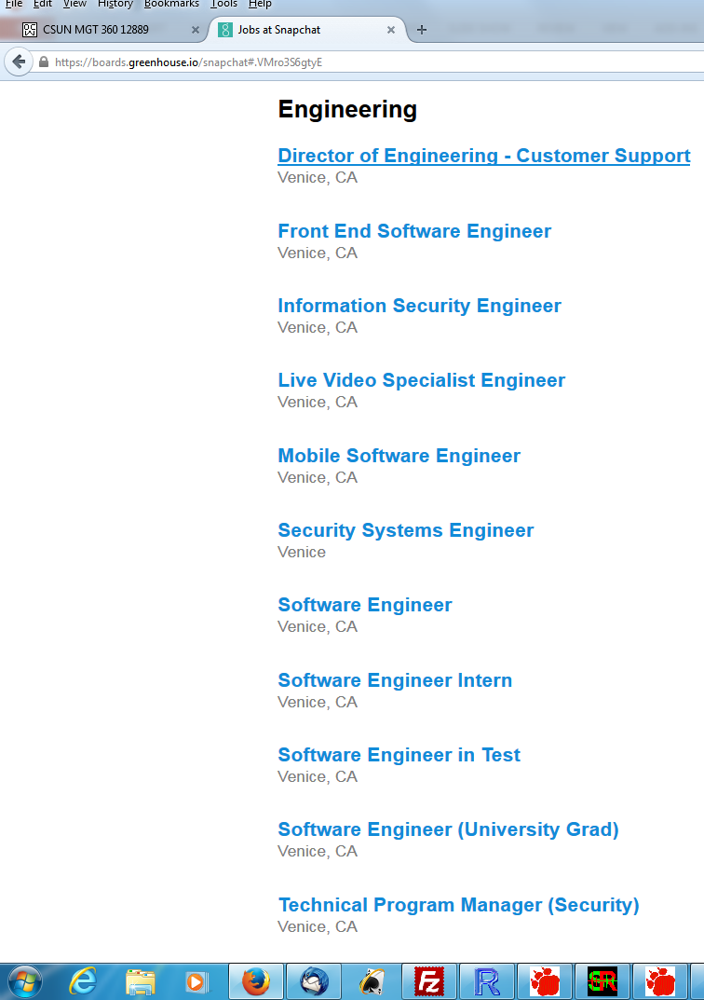 File Edit View History Bookmarks Tools Help
CSUN MGT 360 12889
Jobs at Snapchat
https://boards.greenhouse.io/snapchat#.VMro3S6gtyE
Engineering
Director of Engineering - Customer Support
Venice, CA
Front End Software Engineer
Venice, CA
Information Security Engineer
Venice, CA
Live Video Specialist Engineer
Venice, CA
Mobile Software Engineer
Venice, CA
Security Systems Engineer
Venice
Software Engineer
Venice, CA
Software Engineer Intern
Venice, CA
Software Engineer in Test
Venice, CA
Software Engineer (University Grad)
Venice, CA
Technical Program Manager (Security)
Venice, CA